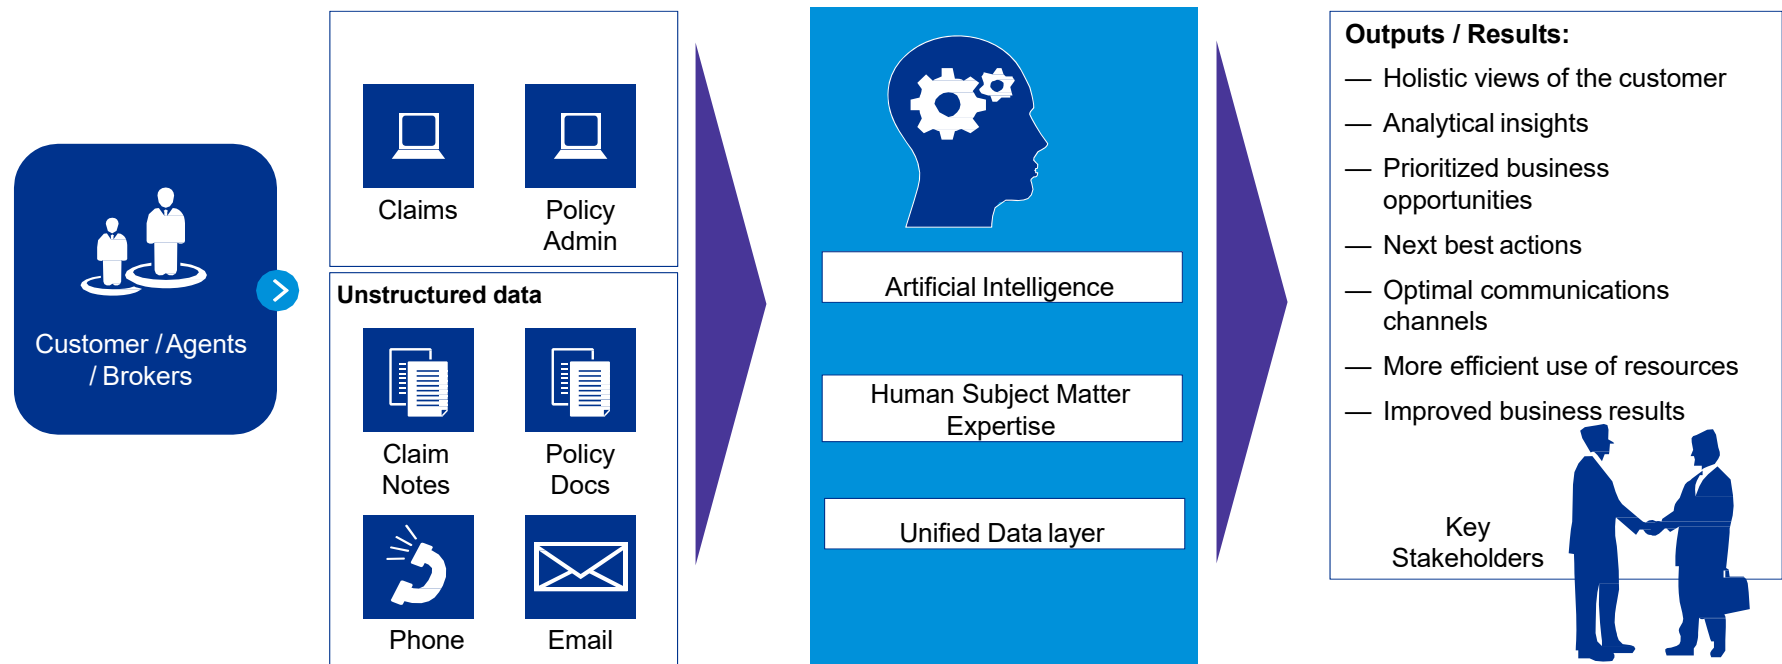 Customer / Agents
/ Brokers
Claims
Policy
Admin
Unstructured data
Claim
Notes
Policy
Docs
Phone
Email
Artificial Intelligence
Human Subject Matter
Expertise
Unified Data layer
Outputs / Results:
— Holistic views of the customer
— Analytical insights
— Prioritized business
opportunities
— Next best actions
— Optimal communications
channels
— More efficient use of resources
— Improved business results
Key
Stakeholders